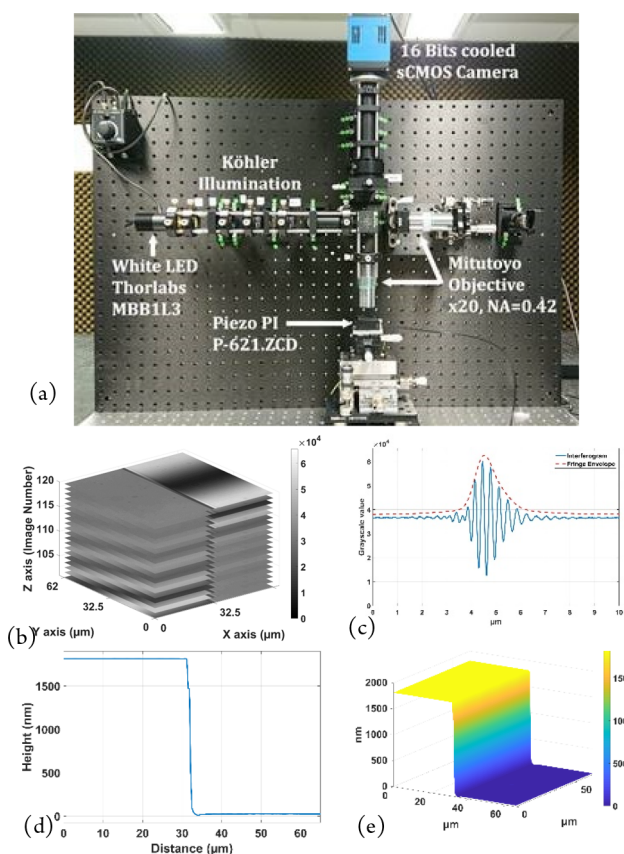 16 Bits cooled
sCMOS Camera
Köhler
Illumination
White LED
Thorlabs
MBB1L3
Mitutoyo
Objective
x20, NA=0.42
Piezo PI
P-621.ZCD
(a)
×10⁴
120
115
110
105
Z axis (Image Number)
62
32.5
0
Y axis (µm)
0
32.5
X axis (µm)
6
5
4
3
2
1
0
(b)
×10⁴
6
5
4
3
2
1
0
Grayscale value
Interferogram
Fringe Envelope
0 1 2 3 4 5 6 7 8 9 10
µm
(c)
1500
1000
500
0
Height (nm)
0 10 20 30 40 50 60
Distance (µm)
(d)
2000
1500
1000
500
0
nm
0
20
40
60
µm
0
50
µm
(e)